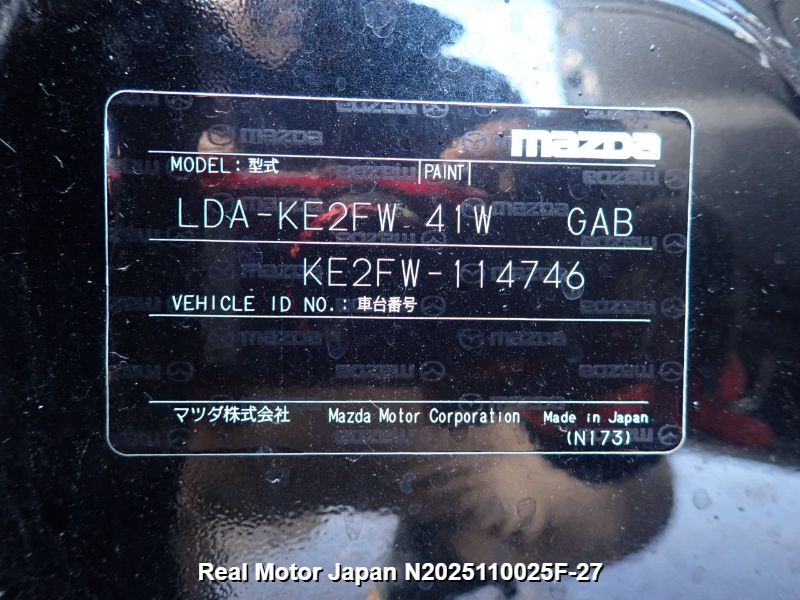 mazda
MODEL: 型式 PAINT
LDA-KE2FW 41W GAB
KE2FW-114746
VEHICLE ID NO.: 車台番号
マツダ株式会社 Mazda Motor Corporation Made in Japan
(N173)
Real Motor Japan N2025110025F-27